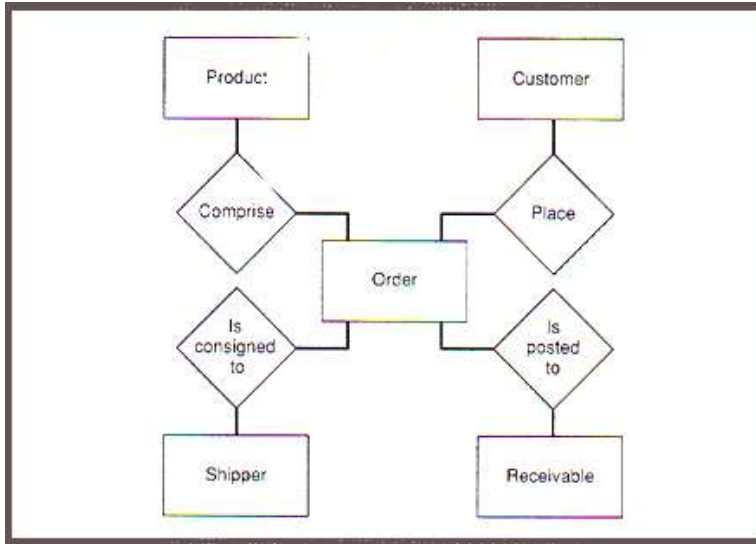 Product
Customer
Comprise
Place
Order
Is
consigned
to
Is
posted
to
Shipper
Receivable